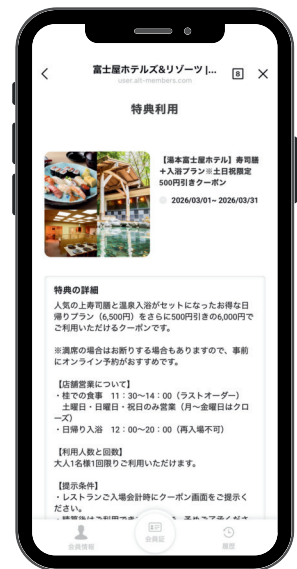 富士屋ホテルズ&リゾーツ |...
user.all-members.com
8
特典利用
【湯本富士屋ホテル】寿司膳
＋入浴プラン※土日祝限定
500円引きクーポン
2026/03/01~ 2026/03/31
特典の詳細
人気の上寿司膳と温泉入浴がセットになったお得な日
帰りプラン（6,500円）をさらに500円引きの6,000円で
ご利用いただけるクーポンです。
※満席の場合はお断りする場合もありますので、事前
にオンライン予約がおすすめです。
【店舗営業について】
・桂での食事　11：30〜14：00（ラストオーダー）
土曜日・日曜日・祝日のみ営業（月〜金曜日はクロ
ーズ）
・日帰り入浴　12：00〜20：00（再入場不可）
【利用人数と回数】
大人1名様1回限りご利用いただけます。
【提示条件】
・レストランご入場会計時にクーポン画面をご提示く
ださい。
会員情報
会員証
履歴